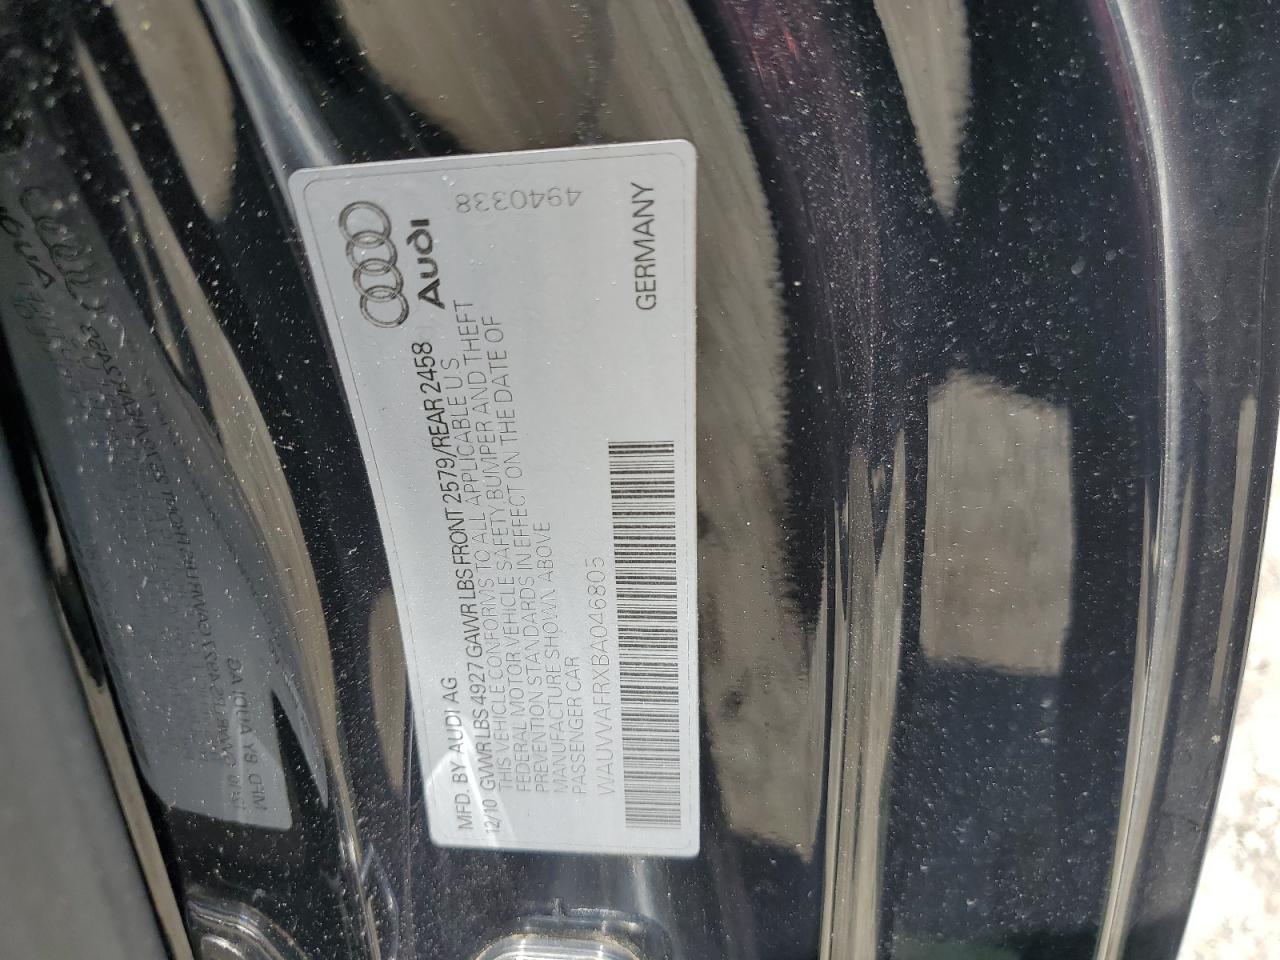 Audi
MFD. BY AUDI AG
12/10 GVWR LBS 4927 GAWR LBS FRONT 2579/REAR 2458
THIS VEHICLE CONFORMS TO ALL APPLICABLE U S
FEDERAL MOTOR VEHICLE SAFETY BUMPER AND THEFT
PREVENTION STANDARDS IN EFFECT ON THE DATE OF
MANUFACTURE SHOWN ABOVE
PASSENGER CAR
WAUVVAFRXBA046805
4940338
GERMANY